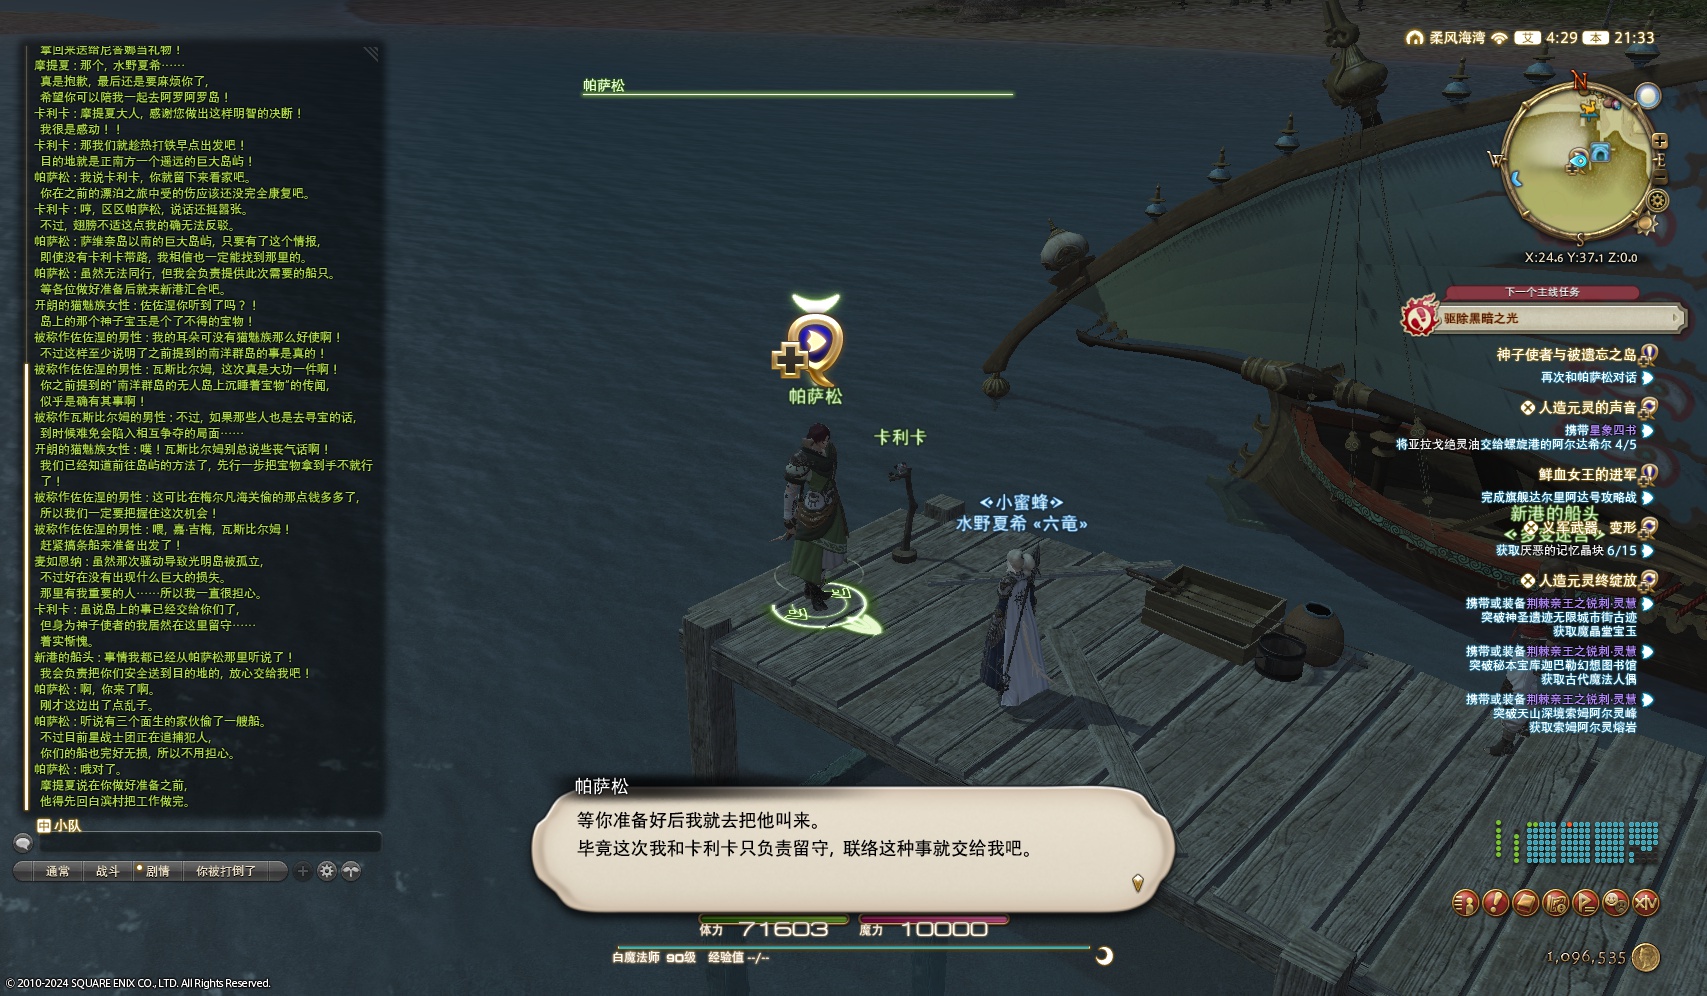 拿回来送给尼客娜当礼物！
摩提夏：那个，水野夏希……
真是抱歉，最后还是要麻烦你了，
希望你可以陪我一起去阿罗阿罗岛！
卡利卡：摩提夏大人，感谢您做出这样明智的决断！
我很是感动！！
卡利卡：那我们就趁热打铁早点出发吧！
目的地就是正南方一个遥远的巨大岛屿！
帕萨松：我说卡利卡，你就留下来看家吧。
你在之前的漂泊之旅中受的伤应该还没完全康复吧。
卡利卡：哼，区区帕萨松，说话还挺嚣张。
不过，翅膀不适这点我的确无法反驳。
帕萨松：萨维奈岛以南的巨大岛屿，只要有了这个情报，
即使没有卡利卡带路，我相信也一定能找到那里的。
帕萨松：虽然无法同行，但我会负责提供此次需要的船只。
等各位做好准备后就来新港汇合吧。
开朗的猫魅族女性：佐佐涅你听到了吗？！
岛上的那个神子宝玉是个了不得的宝物！
被称作佐佐涅的男性：我的耳朵可没有猫魅族那么好使啊！
不过这样至少说明了之前提到的南洋群岛的事是真的！
被称作佐佐涅的男性：瓦斯比尔姆，这次真是大功一件啊！
你之前提到的“南洋群岛的无人岛上沉睡着宝物”的传闻，
似乎是确有其事啊！
被称作瓦斯比尔姆的男性：不过，如果那些人也是去寻宝的话，
到时候难免会陷入相互争夺的局面……
开朗的猫魅族女性：噗！瓦斯比尔姆别总说些丧气话啊！
我们已经知道前往岛屿的方法了，先行一步把宝物拿到手不就行
了！
被称作佐佐涅的男性：这可比在梅尔凡海关偷的那点钱多多了，
所以我们一定要把握住这次机会！
被称作佐佐涅的男性：喂，嘉·吉梅，瓦斯比尔姆！
赶紧搞条船来准备出发了！
麦如恩纳：虽然那次骚动导致光明岛被孤立，
不过好在没有出现什么巨大的损失。
那里有我重要的人……所以我一直很担心。
卡利卡：虽说岛上的事已经交给你们了，
但身为神子使者的我居然在这里留守……
着实惭愧。
新港的船头：事情我都已经从帕萨松那里听说了！
我会负责把你们安全送到目的地的，放心交给我吧！
帕萨松：啊，你来了啊。
刚才这边出了点乱子。
帕萨松：听说有三个面生的家伙偷了一艘船。
不过目前星战士团正在追捕犯人，
你们的船也完好无损，所以不用担心。
帕萨松：哦对了。
摩提夏说在你做好准备之前，
他得先回白滨村把工作做完。
小队
通常
战斗
剧情
你被打倒了
© 2010-2024 SQUARE ENIX CO., LTD. All Rights Reserved.
帕萨松
帕萨松
卡利卡
小蜜蜂
水野夏希 «六竜»
帕萨松
等你准备好后我就去把他叫来。
毕竟这次我和卡利卡只负责留守，联络这种事就交给我吧。
体力 71603 魔力 10000
白魔法师 90级 经验值 --/--
柔风海湾 艾 4:29 本 21:33
N
W
E
S
X:24.6 Y:37.1 Z:0.0
下一个主线任务
驱除黑暗之光
神子使者与被遗忘之岛
再次和帕萨松对话
人造元灵的声音
携带星象四书
将亚拉戈绝灵油交给螺旋港的阿尔达希尔 4/5
鲜血女王的进军
完成旗舰达尔里阿达号攻略战
新港的船头
义军武器，变形
获取厌恶的记忆晶块 6/15
人造元灵终绽放
携带或装备荆棘亲王之锐刺·灵慧
突破神圣遗迹无限城市街古迹
获取魔晶堂宝玉
携带或装备荆棘亲王之锐刺·灵慧
突破秘本宝库迦巴勒幻想图书馆
获取古代魔法人偶
携带或装备荆棘亲王之锐刺·灵慧
突破天山深境索姆阿尔灵峰
获取索姆阿尔灵熔岩
XIV
1,096,535